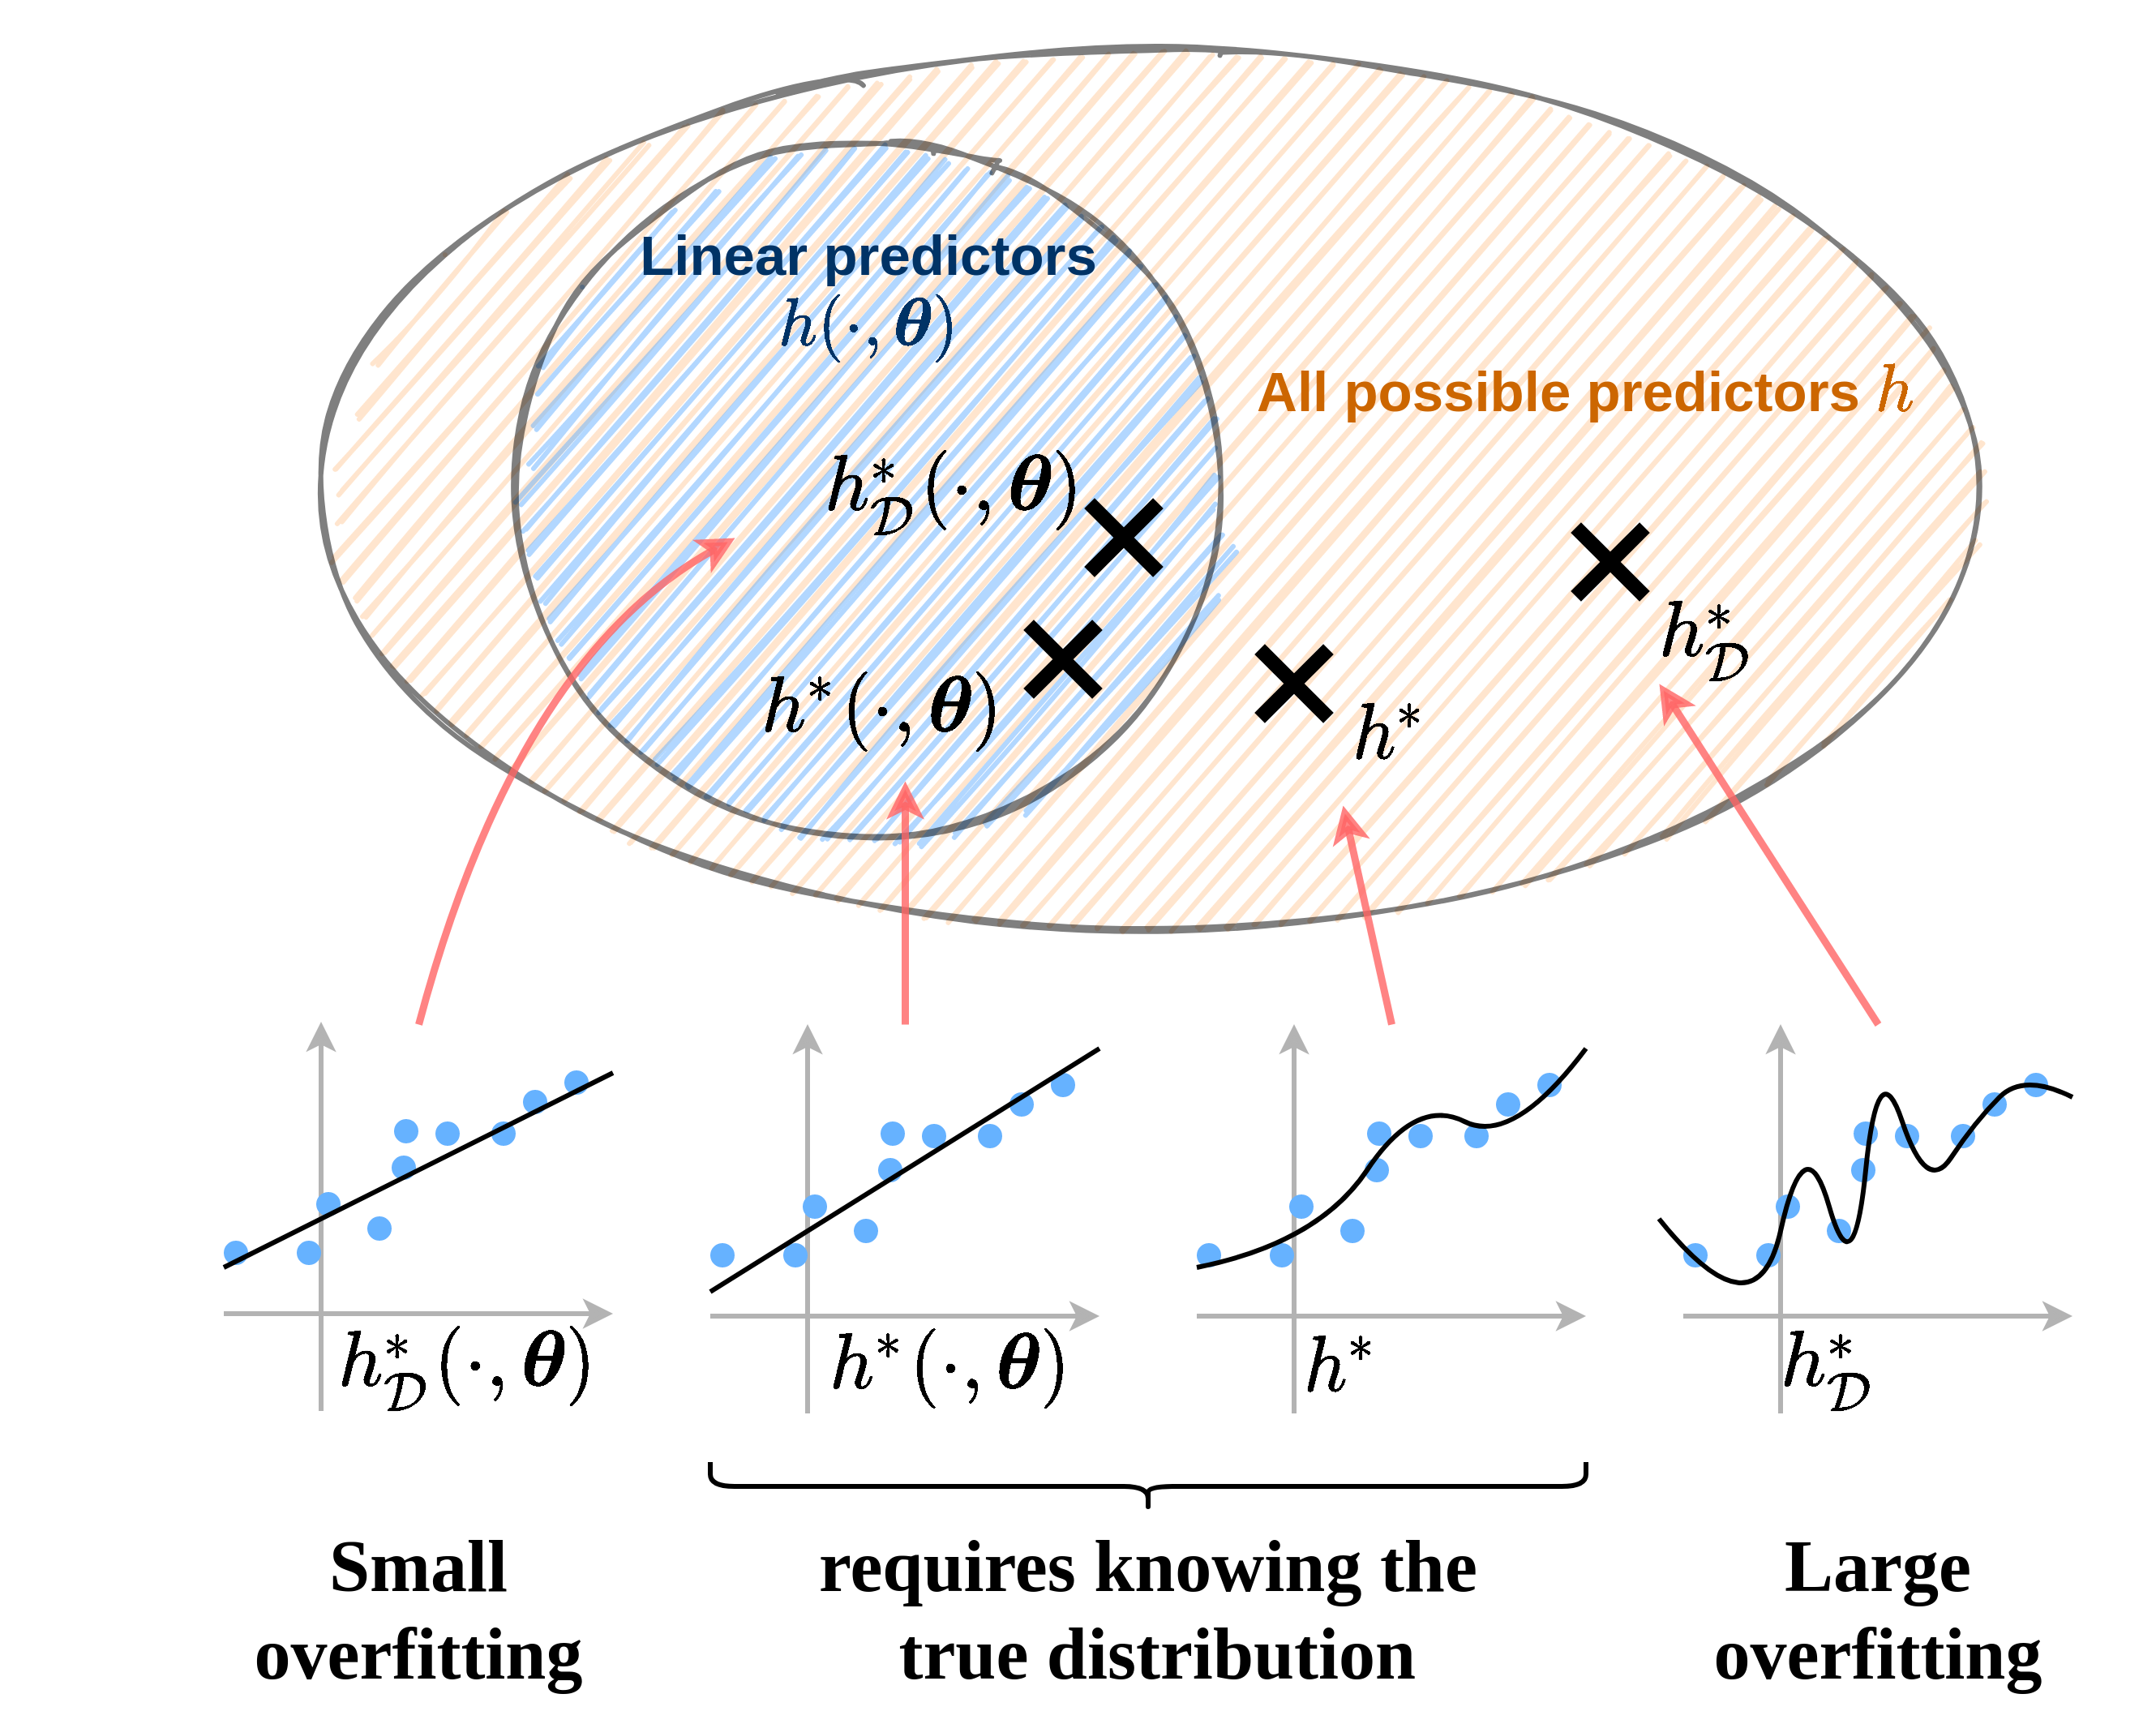 Linear predictors
h(·, 𝜽)
All possible predictors h
h*_𝒟(·, 𝜽)
h*_𝒟
h*(·, 𝜽)
h*
h*_𝒟(·, 𝜽)
h*(·, 𝜽)
h*
h*_𝒟
Small
overfitting
requires knowing the
true distribution
Large
overfitting